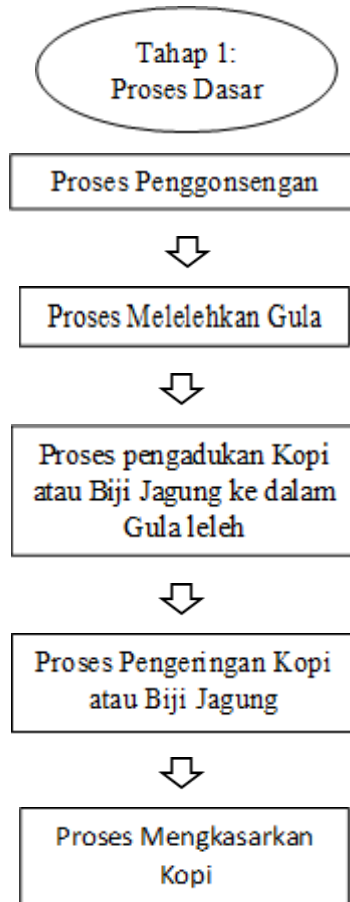 Tahap 1:
Proses Dasar
Proses Penggonsengan
Proses Melelehkan Gula
Proses pengadukan Kopi
atau Biji Jagung ke dalam
Gula leleh
Proses Pengeringan Kopi
atau Biji Jagung
Proses Mengkasarkan
Kopi